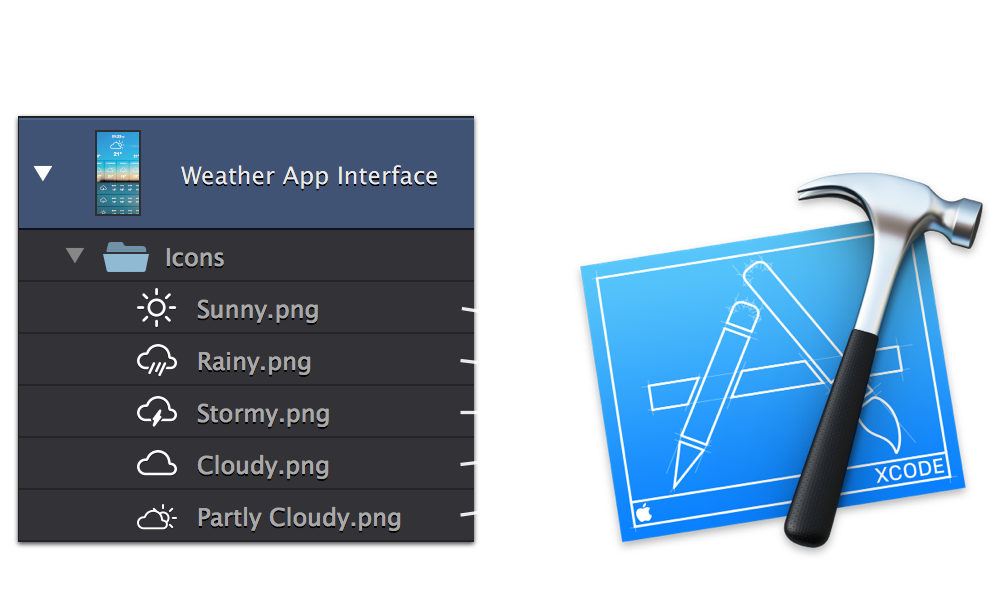 Weather App Interface
Icons
Sunny.png
Rainy.png
Stormy.png
Cloudy.png
Partly Cloudy.png
XCODE